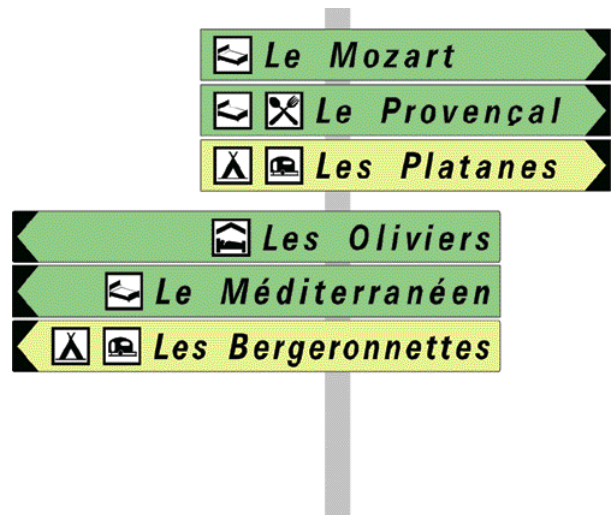 Le Mozart
Le Provençal
Les Platanes
Les Oliviers
Le Méditerranéen
Les Bergeronnettes